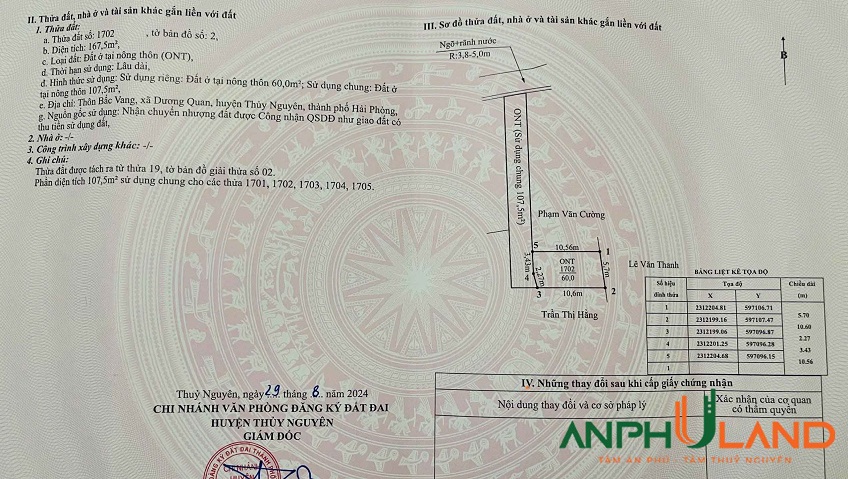 II. Thửa đất, nhà ở và tài sản khác gắn liền với đất
1. Thửa đất:
a. Thửa đất số: 1702 , tờ bản đồ số: 2,
b. Diện tích: 167,5m²,
c. Loại đất: Đất ở tại nông thôn (ONT),
d. Thời hạn sử dụng: Lâu dài,
đ. Hình thức sử dụng: Sử dụng riêng: Đất ở tại nông thôn 60,0m²; Sử dụng chung: Đất ở
tại nông thôn 107,5m²,
e. Địa chỉ: Thôn Bắc Vang, xã Dương Quan, huyện Thủy Nguyên, thành phố Hải Phòng,
g. Nguồn gốc sử dụng: Nhận chuyển nhượng đất được Công nhận QSDĐ như giao đất có
thu tiền sử dụng đất,
2. Nhà ở: -/-
3. Công trình xây dựng khác: -/-
4. Ghi chú:
Thửa đất được tách ra từ thửa 19, tờ bản đồ giải thửa số 02.
Phần diện tích 107,5m² sử dụng chung cho các thửa 1701, 1702, 1703, 1704, 1705.
Thuỷ Nguyên, ngày 29 tháng 8. năm 2024
CHI NHÁNH VĂN PHÒNG ĐĂNG KÝ ĐẤT ĐAI
HUYỆN THỦY NGUYÊN
GIÁM ĐỐC
III. Sơ đồ thửa đất, nhà ở và tài sản khác gắn liền với đất
Ngõ+rãnh nước
R:3,8-5,0m
B
ONT (Sử dụng chung 107,5m²)
Phạm Văn Cường
5
10,56m
1
3,43m
ONT
1702
60,0
5,7m
4
2,27m
3
10,6m
2
Lê Văn Thanh
Trần Thị Hằng
BẢNG LIỆT KÊ TỌA ĐỘ
Số hiệu đỉnh thửa Tọa độ Chiều dài (m)
X Y
1 2312204.81 597106.71
5.70
2 2312199.16 597107.47
10.60
3 2312199.06 597096.87
2.27
4 2312201.25 597096.28
3.43
5 2312204.68 597096.15
10.56
1
IV. Những thay đổi sau khi cấp giấy chứng nhận
Nội dung thay đổi và cơ sở pháp lý
Xác nhận của cơ quan
có thẩm quyền
ANPHULAND
TÂM AN PHÚ - TÂM THUỶ NGUYÊN